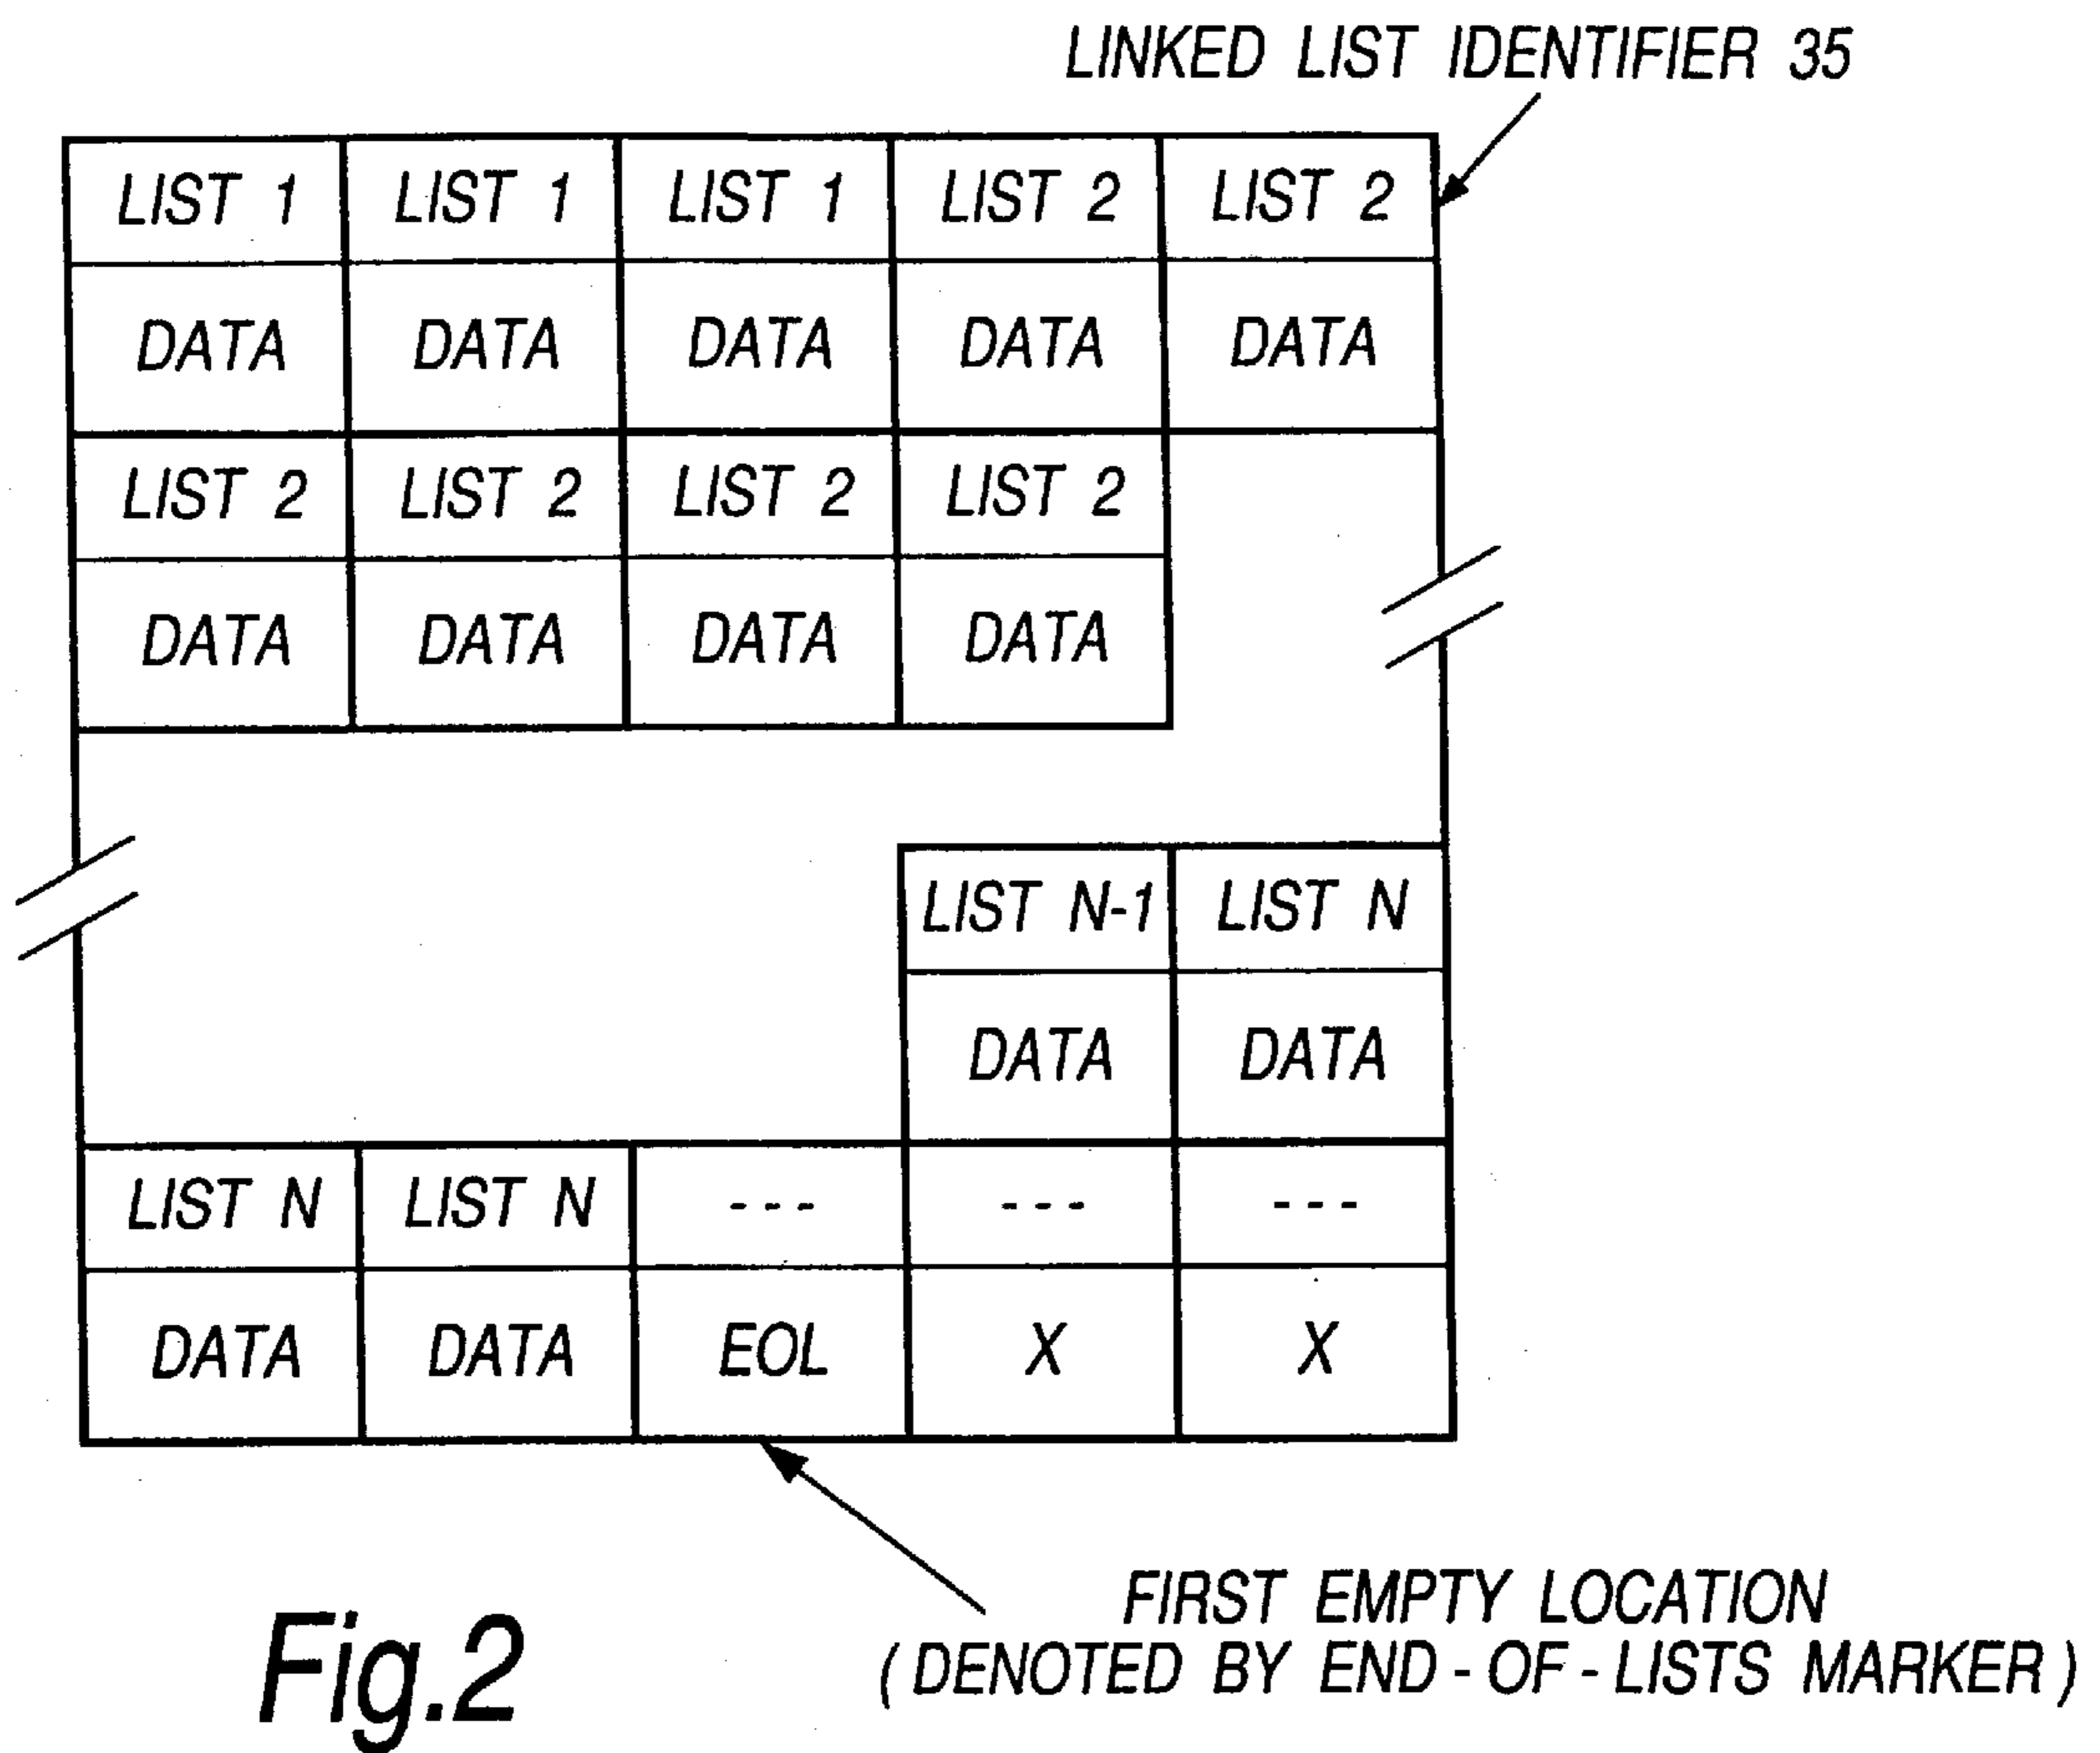 LINKED LIST IDENTIFIER 35
LIST 1 LIST 1 LIST 1 LIST 2 LIST 2
DATA DATA DATA DATA DATA
LIST 2 LIST 2 LIST 2 LIST 2
DATA DATA DATA DATA
LIST N-1 LIST N
DATA DATA
LIST N LIST N --- --- ---
DATA DATA EOL X X
FIRST EMPTY LOCATION
(DENOTED BY END-OF-LISTS MARKER)
Fig.2